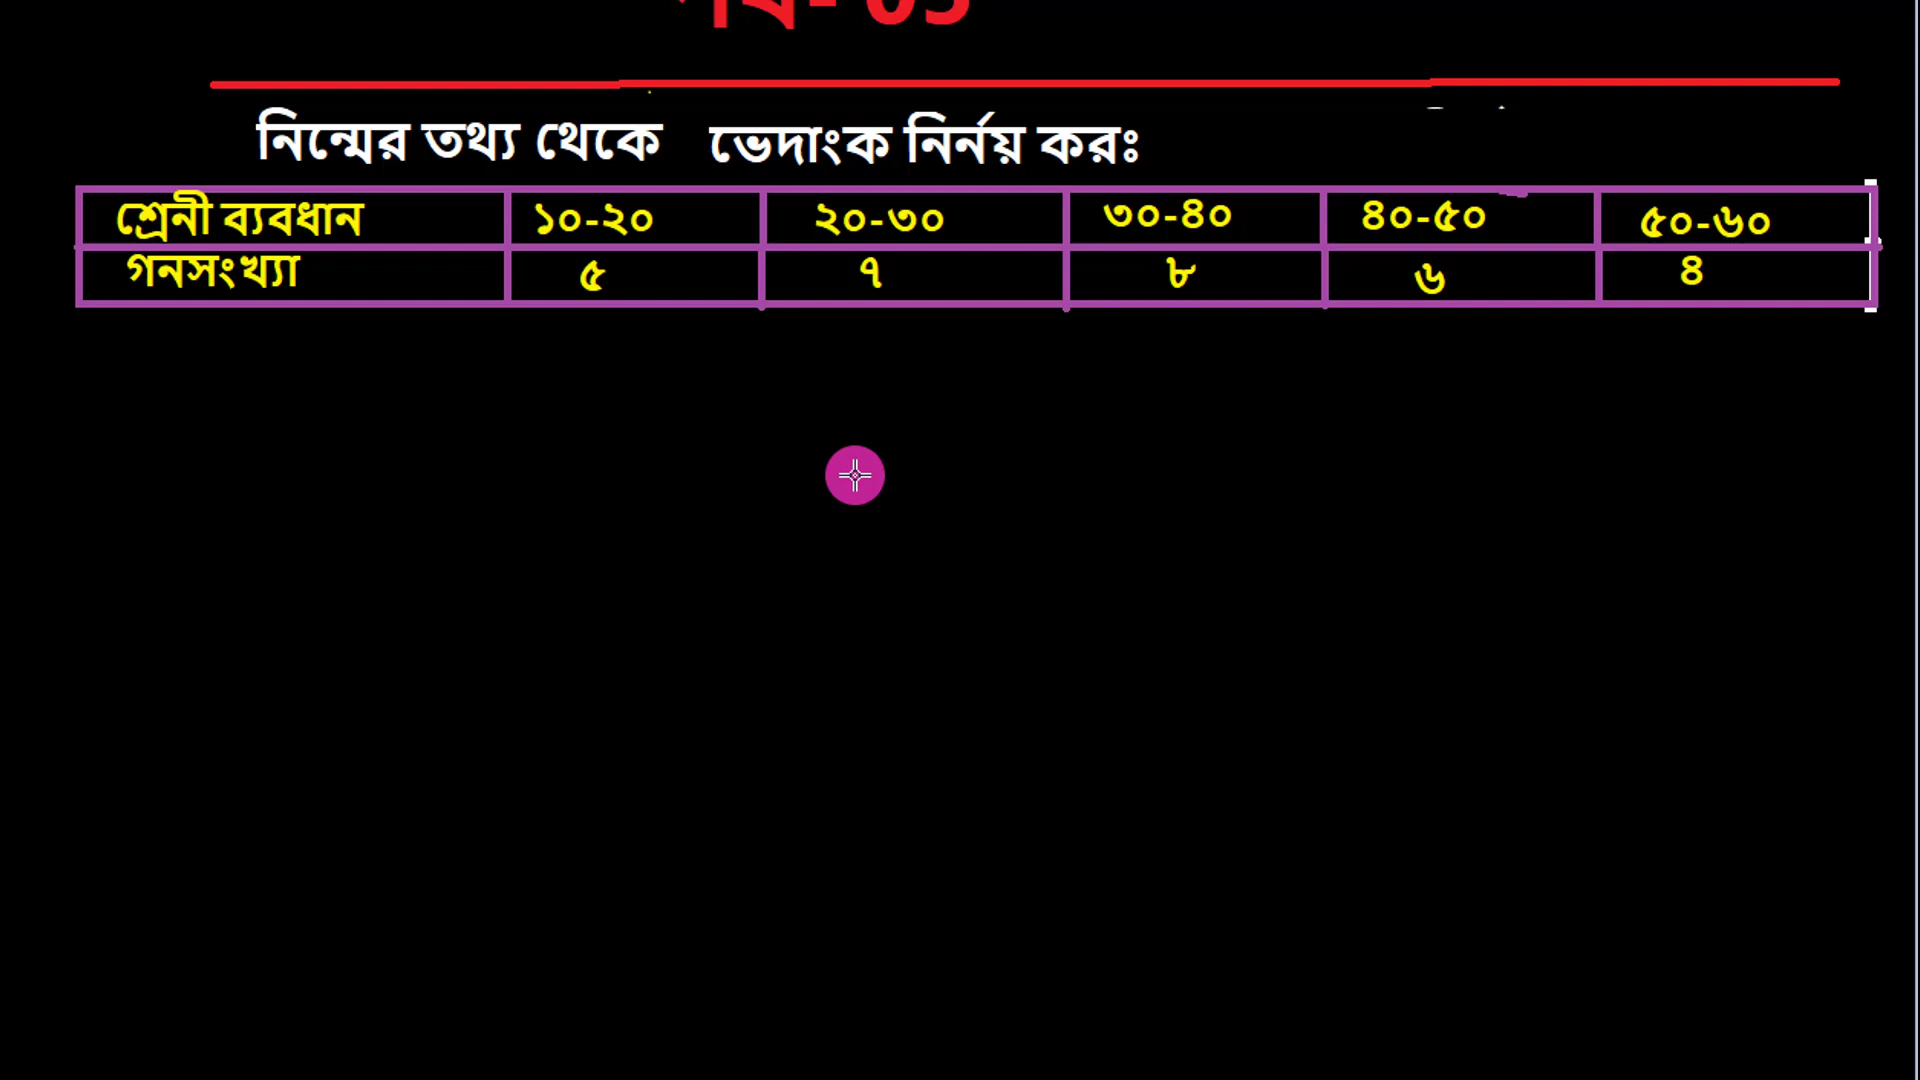 নিন্মের তথ্য থেকে ভেদাংক নির্নয় করঃ
শ্রেনী ব্যবধান ১০-২০ ২০-৩০ ৩০-৪০ ৪০-৫০ ৫০-৬০
গনসংখ্যা ৫ ৭ ৮ ৬ ৪